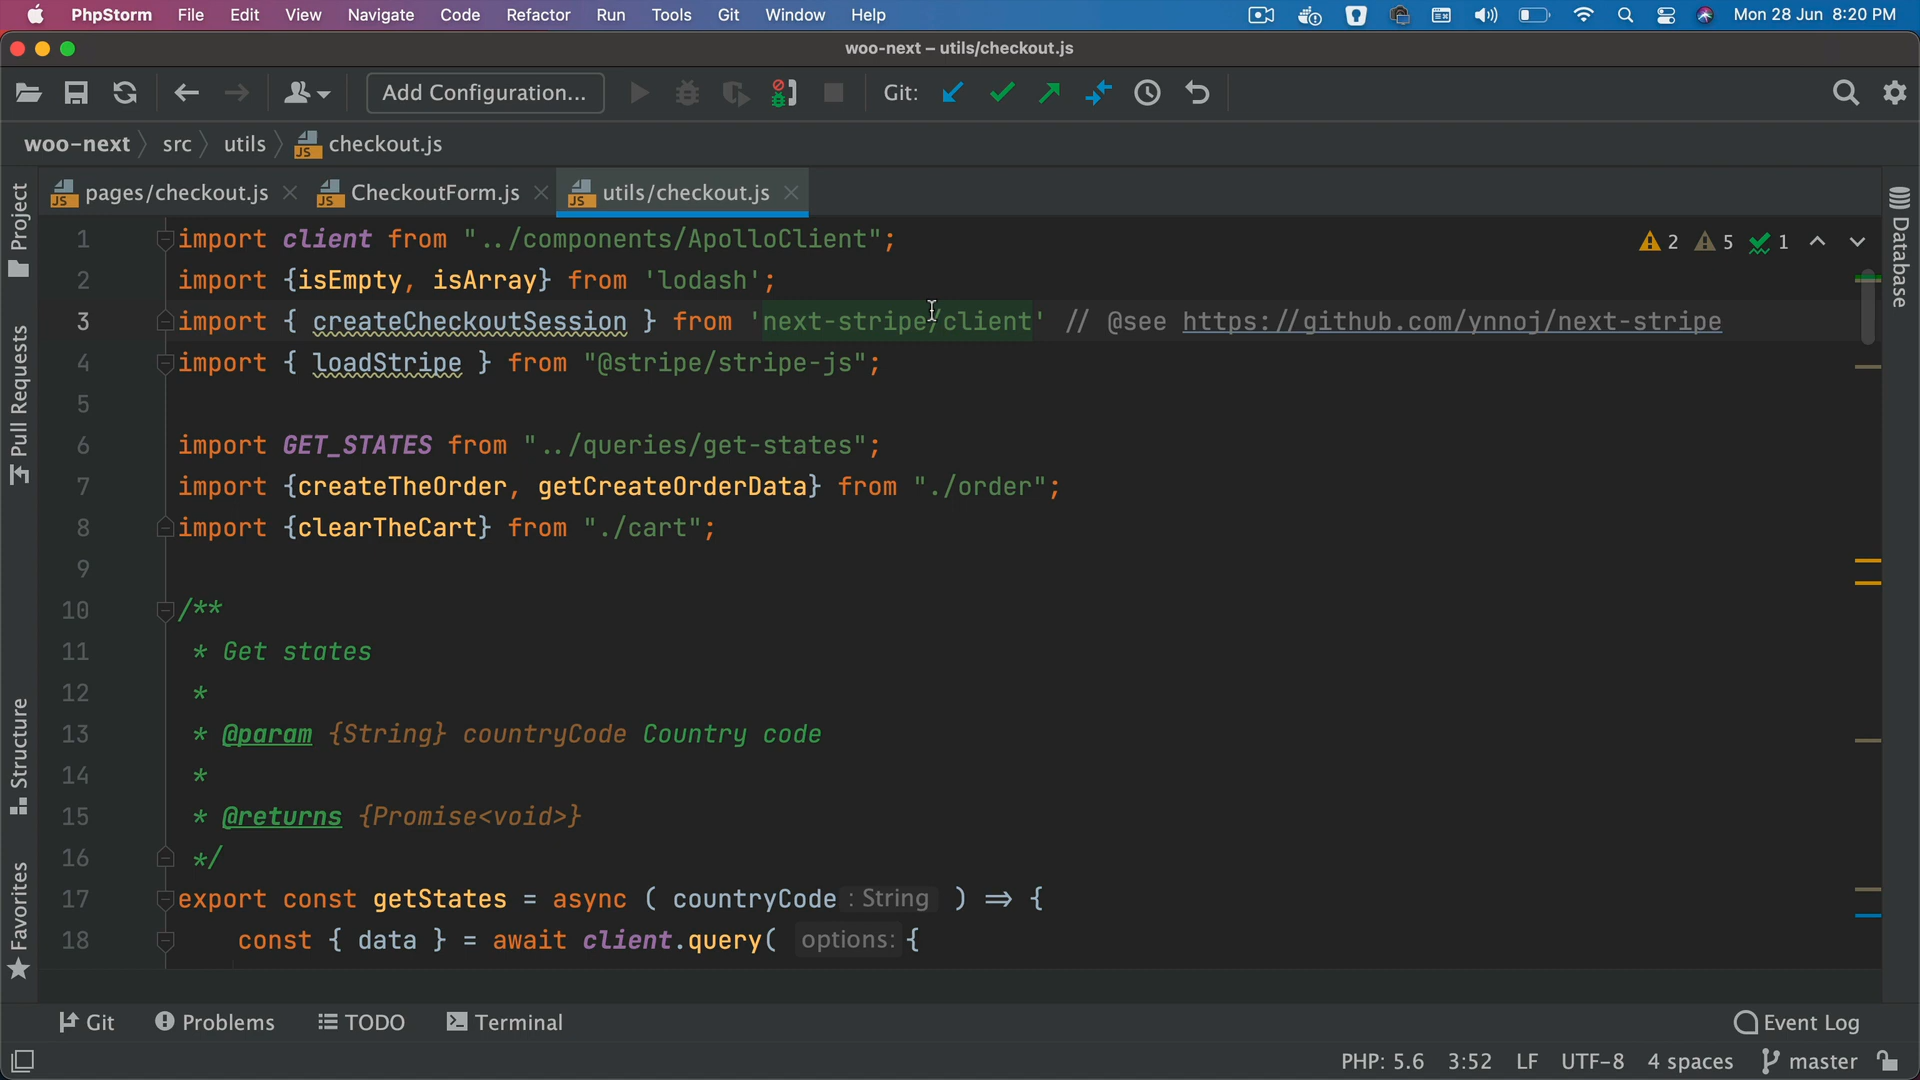 PhpStorm File Edit View Navigate Code Refactor Run Tools Git Window Help Mon 28 Jun 8:20 PM
woo-next – utils/checkout.js
Add Configuration... Git:
woo-next src utils checkout.js
pages/checkout.js CheckoutForm.js utils/checkout.js
1 import client from "../components/ApolloClient";
2 5 1
2 import {isEmpty, isArray} from 'lodash';
3 import { createCheckoutSession } from 'next-stripe/client' // @see https://github.com/ynnoj/next-stripe
4 import { loadStripe } from "@stripe/stripe-js";
5
6 import GET_STATES from "../queries/get-states";
7 import {createTheOrder, getCreateOrderData} from "./order";
8 import {clearTheCart} from "./cart";
9
10 /**
11 * Get states
12 *
13 * @param {String} countryCode Country code
14 *
15 * @returns {Promise<void>}
16 */
17 export const getStates = async ( countryCode : String ) => {
18 const { data } = await client.query( options: {
Project
Pull Requests
Structure
Favorites
Database
Git Problems TODO Terminal Event Log
PHP: 5.6 3:52 LF UTF-8 4 spaces master